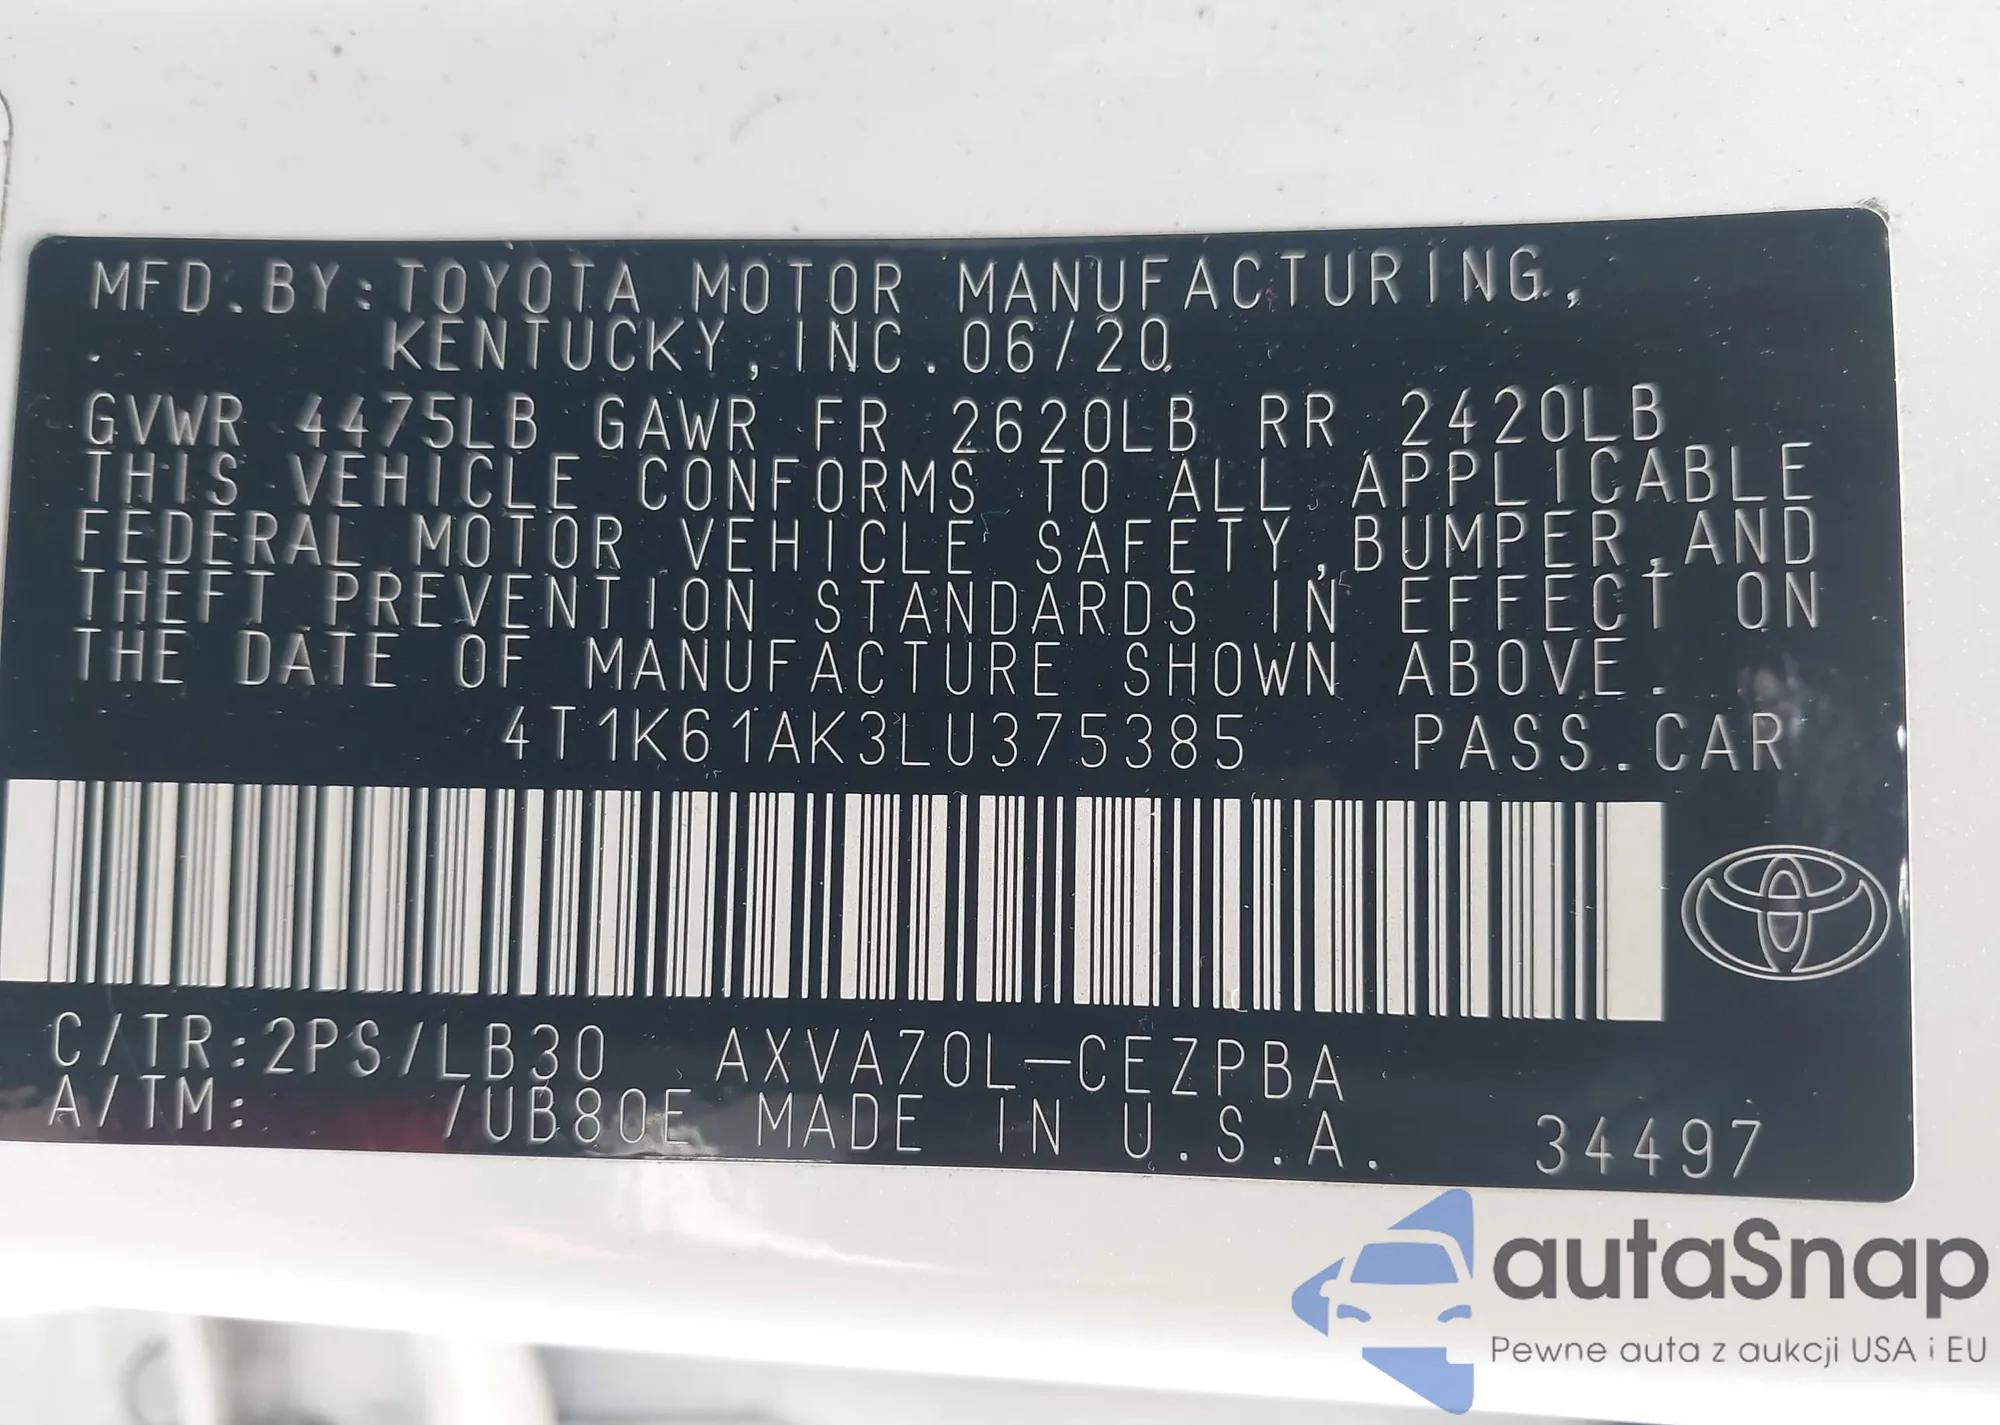 MFD.BY:TOYOTA MOTOR MANUFACTURING,
KENTUCKY,INC.06/20
GVWR 4475LB GAWR FR 2620LB RR 2420LB
THIS VEHICLE CONFORMS TO ALL APPLICABLE
FEDERAL MOTOR VEHICLE SAFETY,BUMPER,AND
THEFT PREVENTION STANDARDS IN EFFECT ON
THE DATE OF MANUFACTURE SHOWN ABOVE.
4T1K61AK3LU375385 PASS.CAR
C/TR:2PS/LB30 AXVA70L-CEZPBA
A/TM: /UB80E MADE IN U.S.A. 34497
autaSnap
Pewne auta z aukcji USA i EU